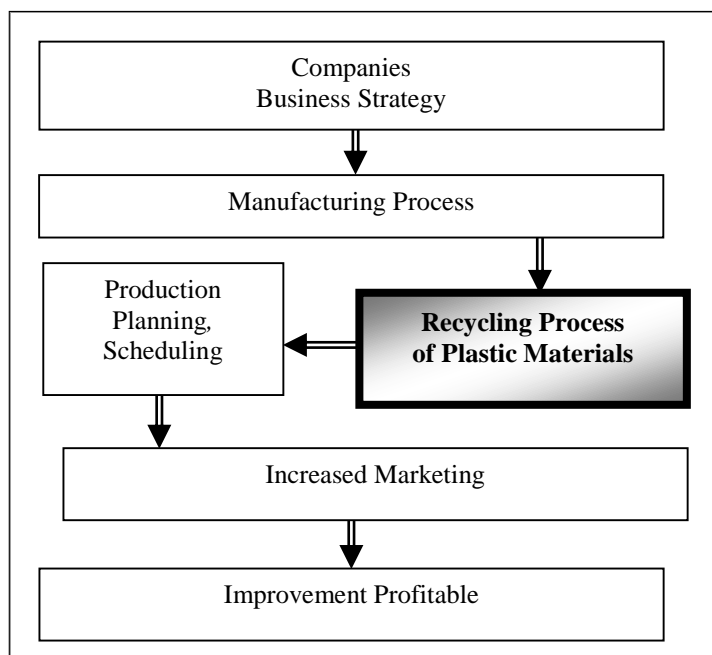 Companies
Business Strategy
Manufacturing Process
Production
Planning,
Scheduling
Recycling Process
of Plastic Materials
Increased Marketing
Improvement Profitable